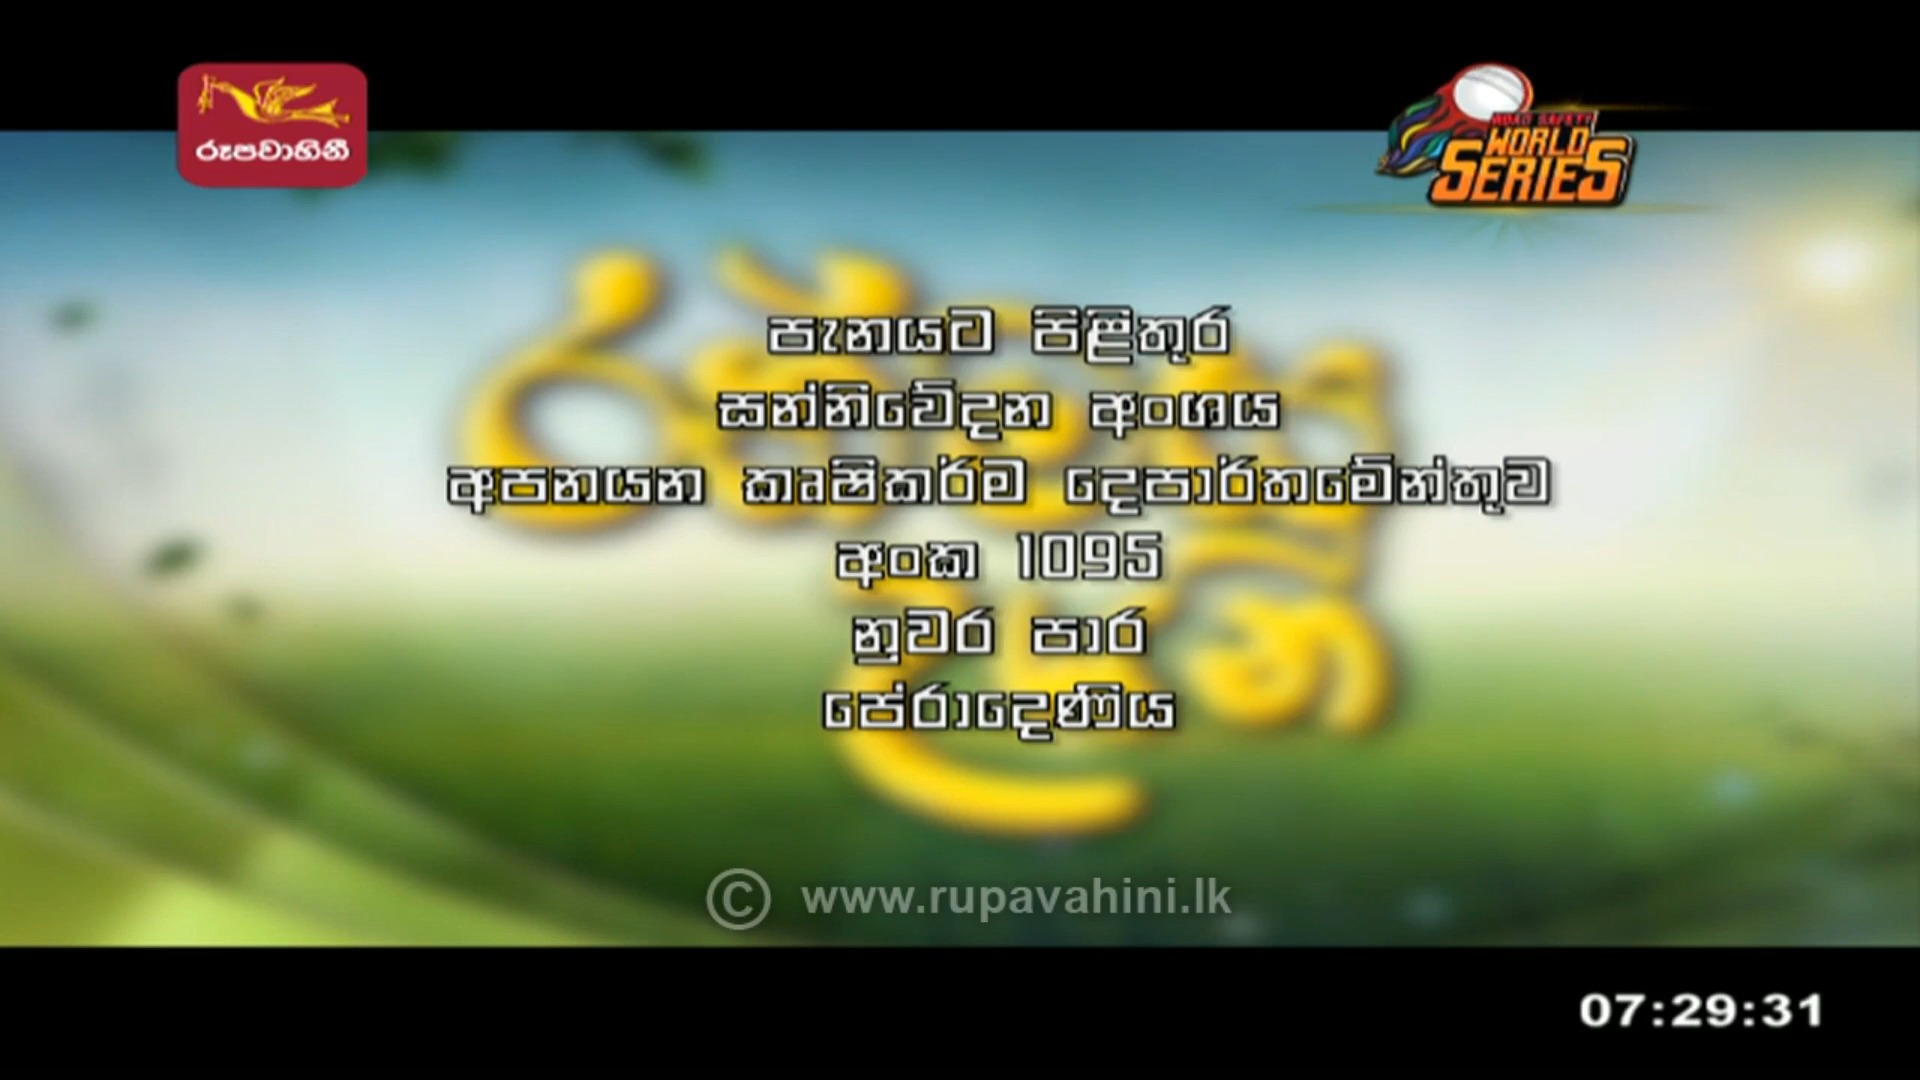 රූපවාහිනී
ROAD SAFETY
WORLD
SERIES
පැනයට පිළිතුර
සන්නිවේදන අංශය
අපනයන කෘෂිකර්ම දෙපාර්තමේන්තුව
අංක 1095
නුවර පාර
පේරාදෙණිය
© www.rupavahini.lk
07:29:31